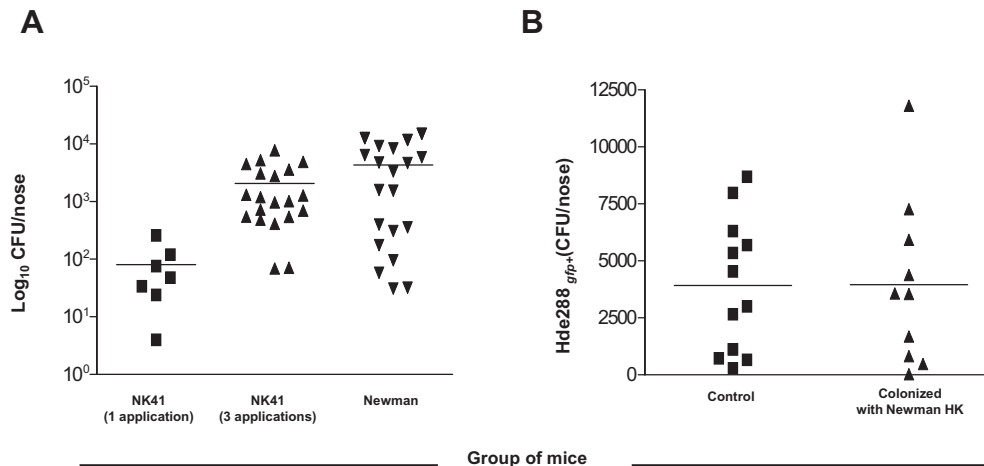 A
B
Log10 CFU/nose
10^5
10^4
10^3
10^2
10^1
10^0
NK41
(1 application)
NK41
(3 applications)
Newman
Hde288 gfp+(CFU/nose)
12500
10000
7500
5000
2500
0
Control
Colonized
with Newman HK
Group of mice